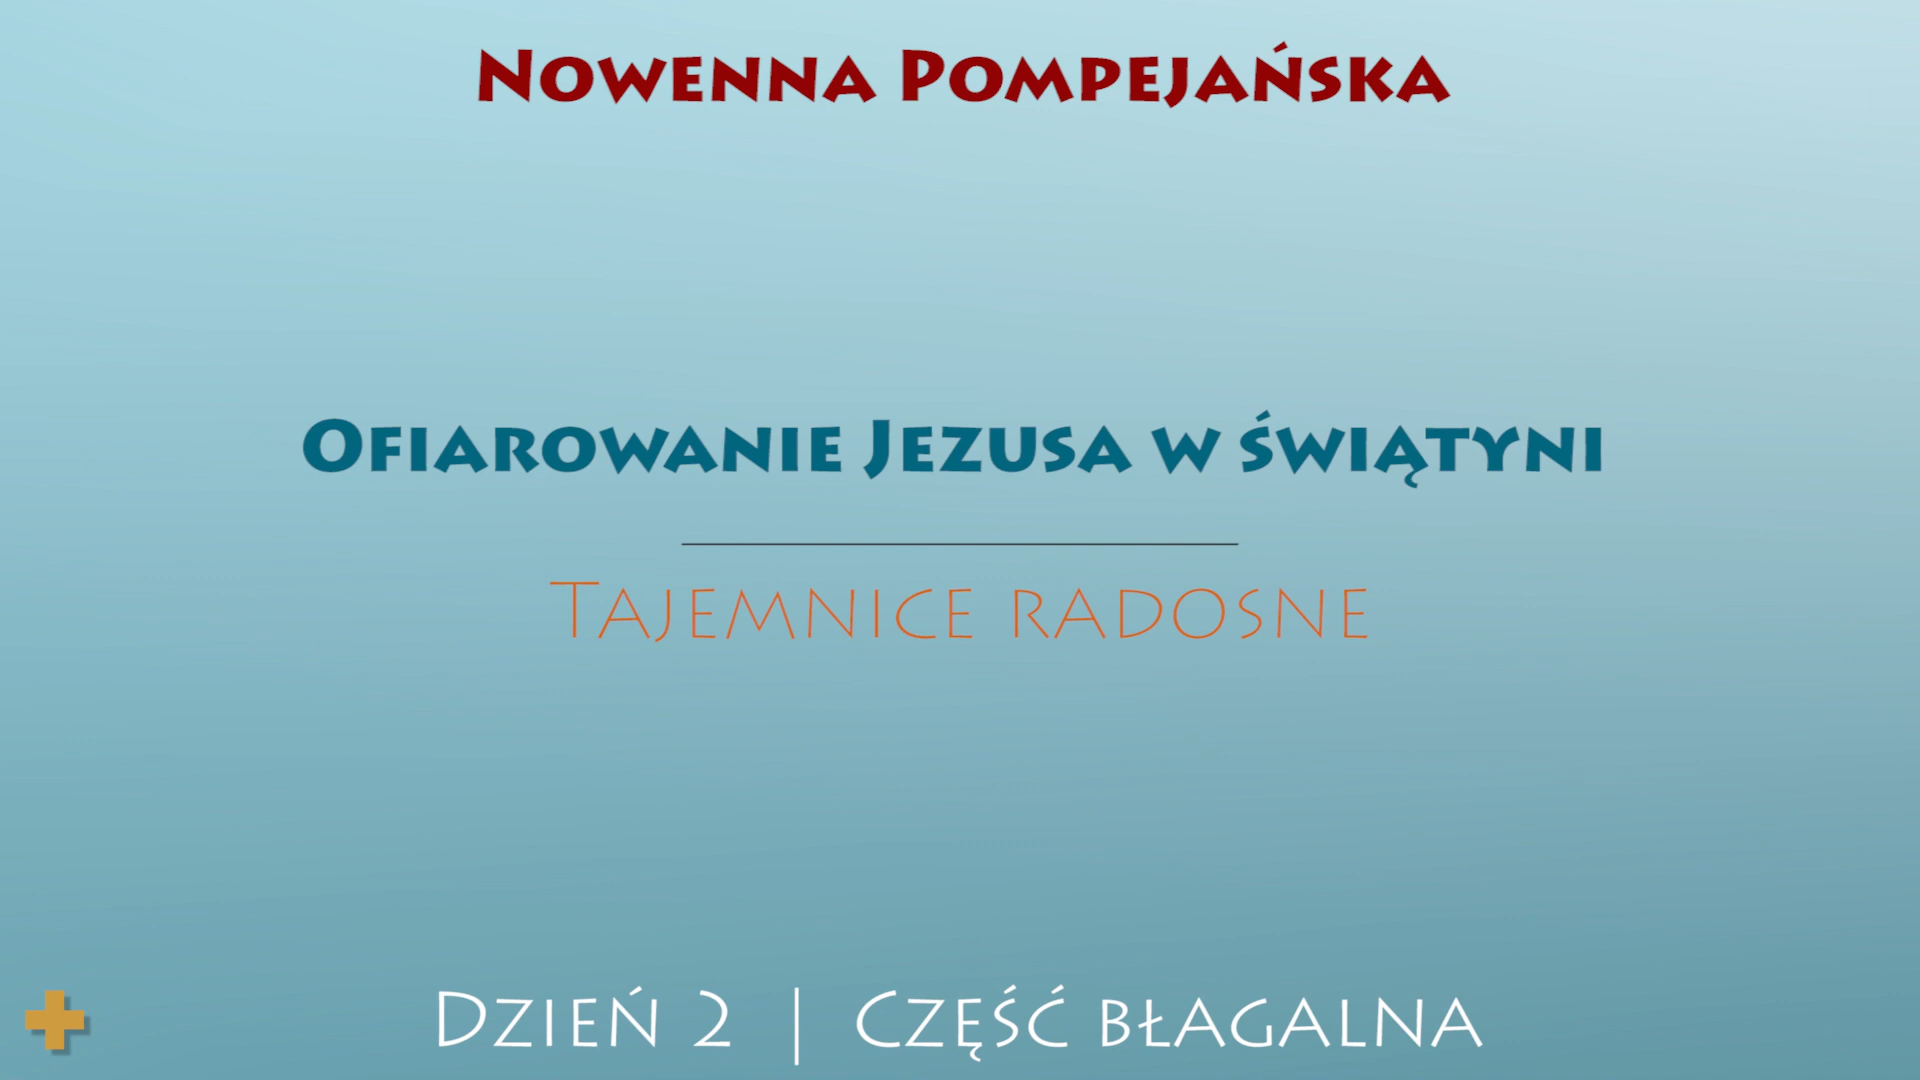 Nowenna Pompejańska
Ofiarowanie Jezusa w świątyni
Tajemnice radosne
Dzień 2 | Część błagalna